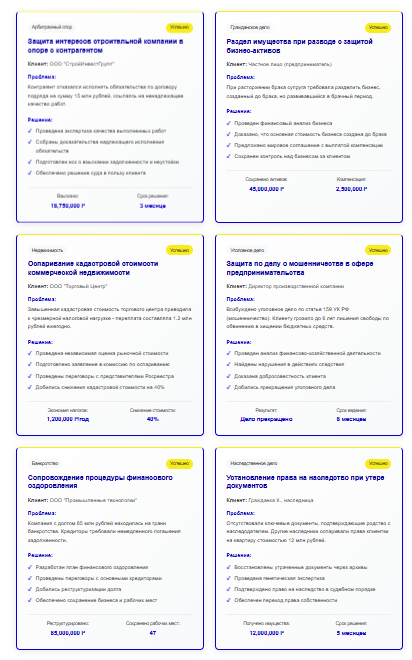 Арбитражный спор
Успешно
Защита интересов строительной компании в
споре с контрагентом
Клиент: ООО "СтройИнвестГрупп"
Проблема:
Контрагент отказался исполнять обязательства по договору
подряда на сумму 15 млн рублей, ссылаясь на ненадлежащее
качество работ.
Решение:
✓ Проведена экспертиза качества выполненных работ
✓ Собраны доказательства надлежащего исполнения
обязательств
✓ Подготовлен иск о взыскании задолженности и неустойки
✓ Обеспечено решение суда в пользу клиента
Взыскано:
18,750,000 ₽
Срок решения:
3 месяца
Гражданское дело
Успешно
Раздел имущества при разводе с защитой
бизнес-активов
Клиент: Частное лицо (предприниматель)
Проблема:
При расторжении брака супруга требовала разделить бизнес,
созданный до брака, но развивавшийся в брачный период.
Решение:
✓ Проведен финансовый анализ бизнеса
✓ Доказано, что основная стоимость бизнеса создана до брака
✓ Предложено мировое соглашение с выплатой компенсации
✓ Сохранен контроль над бизнесом за клиентом
Сохранено активов:
45,000,000 ₽
Компенсация:
2,500,000 ₽
Недвижимость
Успешно
Оспаривание кадастровой стоимости
коммерческой недвижимости
Клиент: ООО "Торговый Центр"
Проблема:
Завышенная кадастровая стоимость торгового центра приводила
к чрезмерной налоговой нагрузке - переплата составляла 1.2 млн
рублей ежегодно.
Решение:
✓ Проведена независимая оценка рыночной стоимости
✓ Подготовлено заявление в комиссию по оспариванию
✓ Проведены переговоры с представителями Росреестра
✓ Добились снижения кадастровой стоимости на 40%
Экономия налогов:
1,200,000 ₽/год
Снижение стоимости:
40%
Уголовное дело
Успешно
Защита по делу о мошенничестве в сфере
предпринимательства
Клиент: Директор производственной компании
Проблема:
Возбуждено уголовное дело по статье 159 УК РФ
(мошенничество). Клиенту грозило до 6 лет лишения свободы по
обвинению в хищении бюджетных средств.
Решение:
✓ Проведен анализ финансово-хозяйственной деятельности
✓ Найдены нарушения в действиях следствия
✓ Доказана добросовестность клиента
✓ Добились прекращения уголовного дела
Результат:
Дело прекращено
Срок ведения:
8 месяцев
Банкротство
Успешно
Сопровождение процедуры финансового
оздоровления
Клиент: ООО "Промышленные технологии"
Проблема:
Компания с долгом 85 млн рублей находилась на грани
банкротства. Кредиторы требовали немедленного погашения
задолженности.
Решение:
✓ Разработан план финансового оздоровления
✓ Проведены переговоры с основными кредиторами
✓ Добились реструктуризации долга
✓ Обеспечено сохранение бизнеса и рабочих мест
Реструктурировано:
85,000,000 ₽
Сохранено рабочих мест:
47
Наследственное дело
Успешно
Установление права на наследство при утере
документов
Клиент: Гражданка К., наследница
Проблема:
Отсутствовали ключевые документы, подтверждающие родство с
наследодателем. Другие наследники оспаривали права клиентки
на квартиру стоимостью 12 млн рублей.
Решение:
✓ Восстановлены утраченные документы через архивы
✓ Проведена генетическая экспертиза
✓ Подтверждено право на наследство в судебном порядке
✓ Обеспечен переход права собственности
Получено имущество:
12,000,000 ₽
Срок решения:
5 месяцев